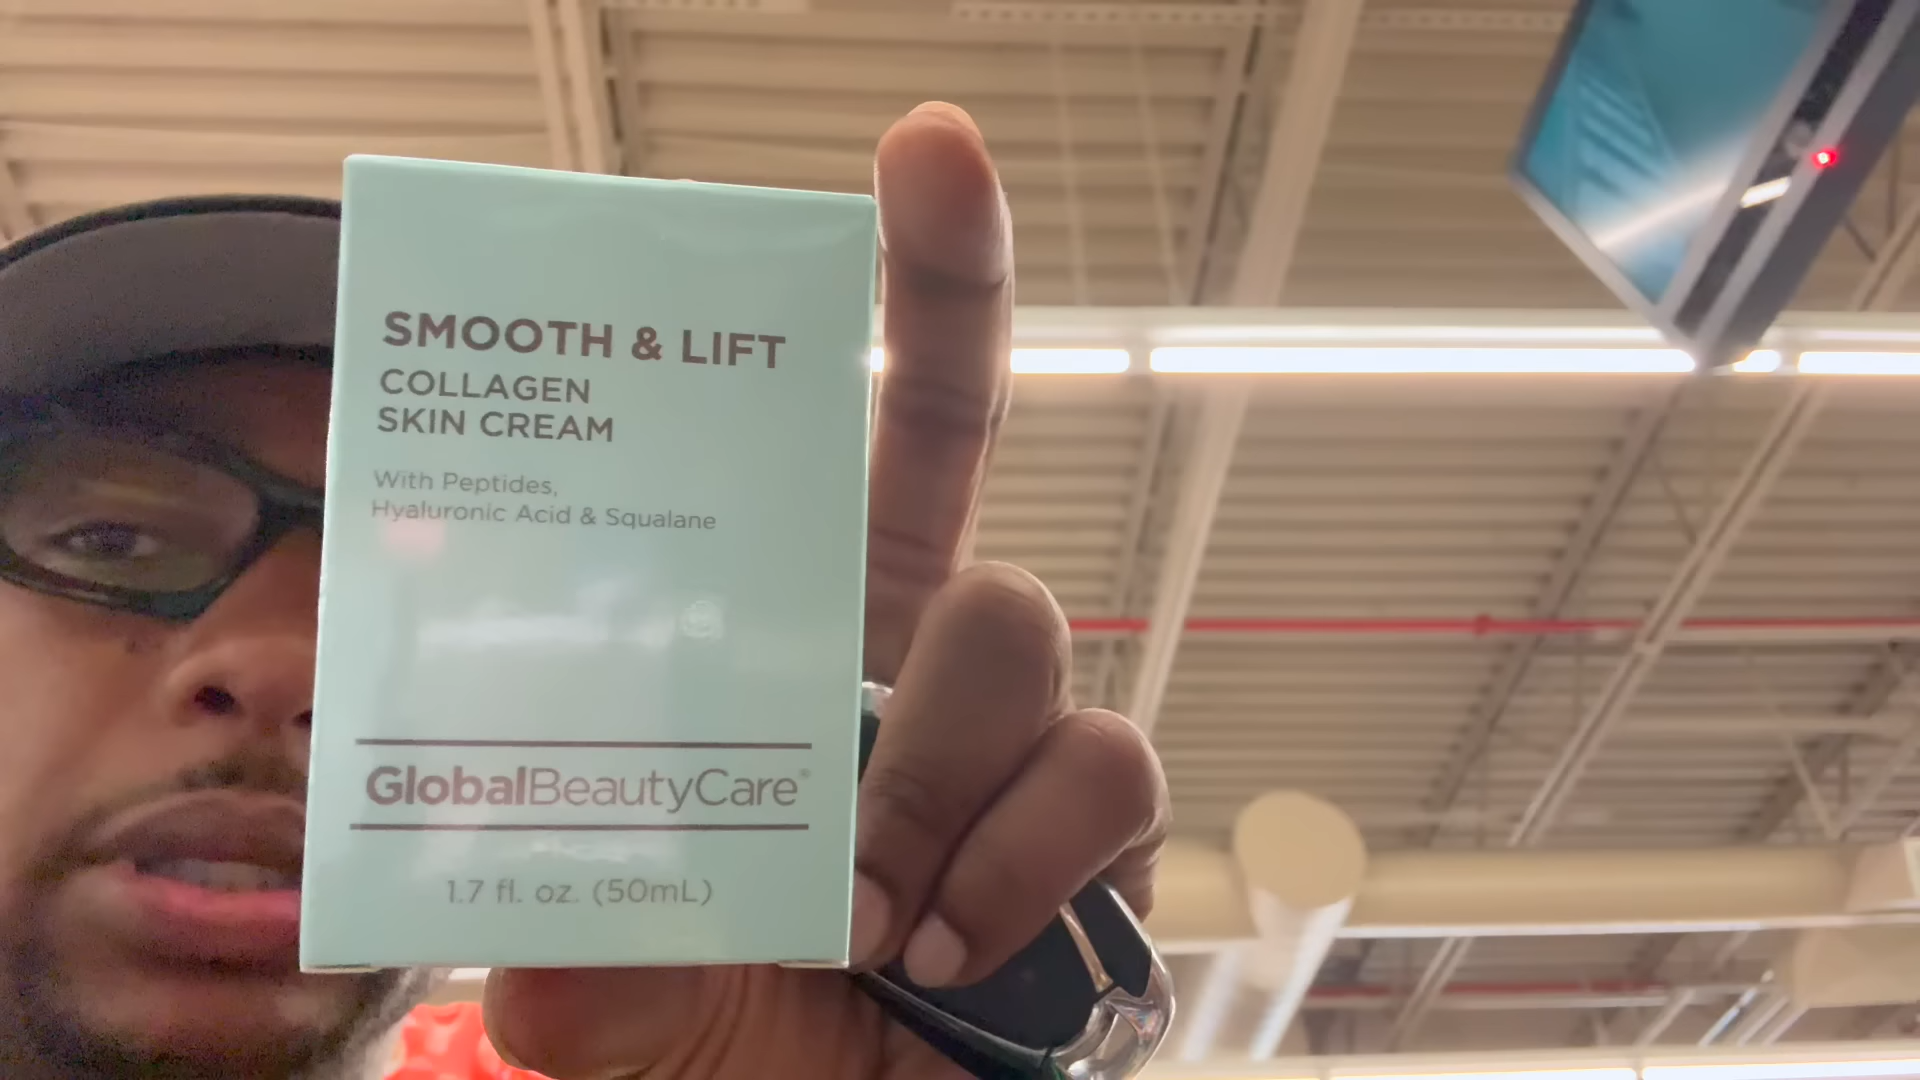 SMOOTH & LIFT
COLLAGEN
SKIN CREAM
With Peptides,
Hyaluronic Acid & Squalane
GlobalBeautyCare®
1.7 fl. oz. (50mL)